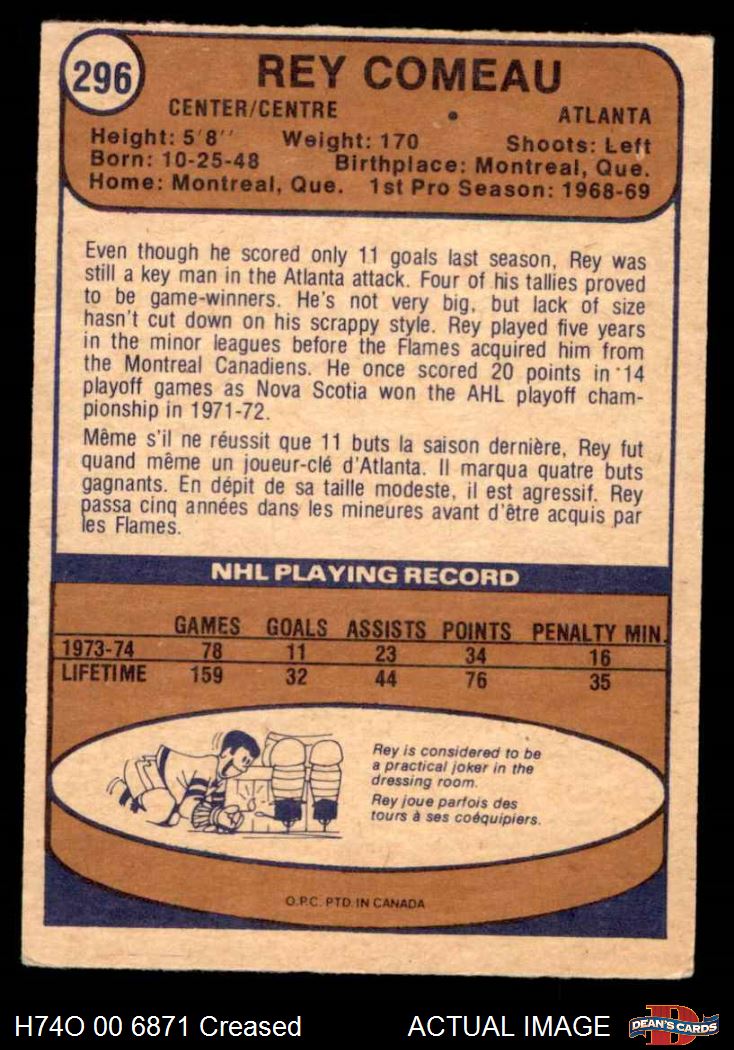 296
REY COMEAU
CENTER/CENTRE • ATLANTA
Height: 5'8'' Weight: 170 Shoots: Left
Born: 10-25-48 Birthplace: Montreal, Que.
Home: Montreal, Que. 1st Pro Season: 1968-69
Even though he scored only 11 goals last season, Rey was
still a key man in the Atlanta attack. Four of his tallies proved
to be game-winners. He's not very big, but lack of size
hasn't cut down on his scrappy style. Rey played five years
in the minor leagues before the Flames acquired him from
the Montreal Canadiens. He once scored 20 points in 14
playoff games as Nova Scotia won the AHL playoff cham-
pionship in 1971-72.
Même s'il ne réussit que 11 buts la saison dernière, Rey fut
quand même un joueur-clé d'Atlanta. Il marqua quatre buts
gagnants. En dépit de sa taille modeste, il est agressif. Rey
passa cinq années dans les mineures avant d'être acquis par
les Flames.
NHL PLAYING RECORD
GAMES GOALS ASSISTS POINTS PENALTY MIN.
1973-74 78 11 23 34 16
LIFETIME 159 32 44 76 35
Rey is considered to be
a practical joker in the
dressing room.
Rey joue parfois des
tours à ses coéquipiers.
O.P.C. PTD. IN CANADA
H74O 00 6871 Creased ACTUAL IMAGE
D
DEAN'S CARDS